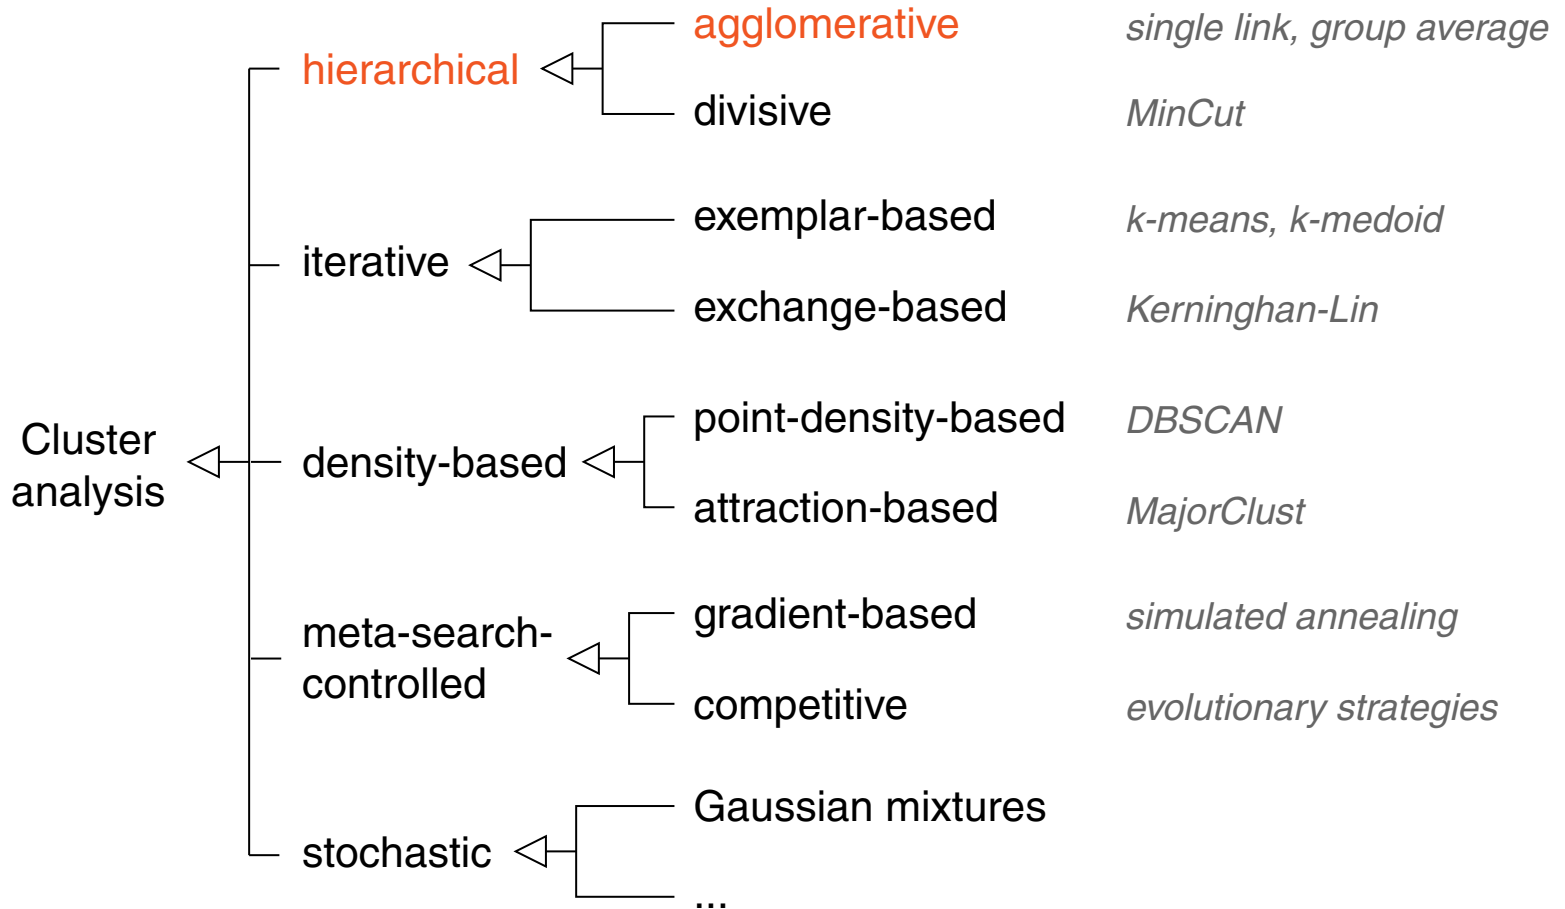 agglomerative single link, group average
hierarchical
divisive MinCut
exemplar-based k-means, k-medoid
iterative
exchange-based Kerninghan-Lin
point-density-based DBSCAN
Cluster
analysis
density-based
attraction-based MajorClust
gradient-based simulated annealing
meta-search-
controlled
competitive evolutionary strategies
Gaussian mixtures
stochastic
...